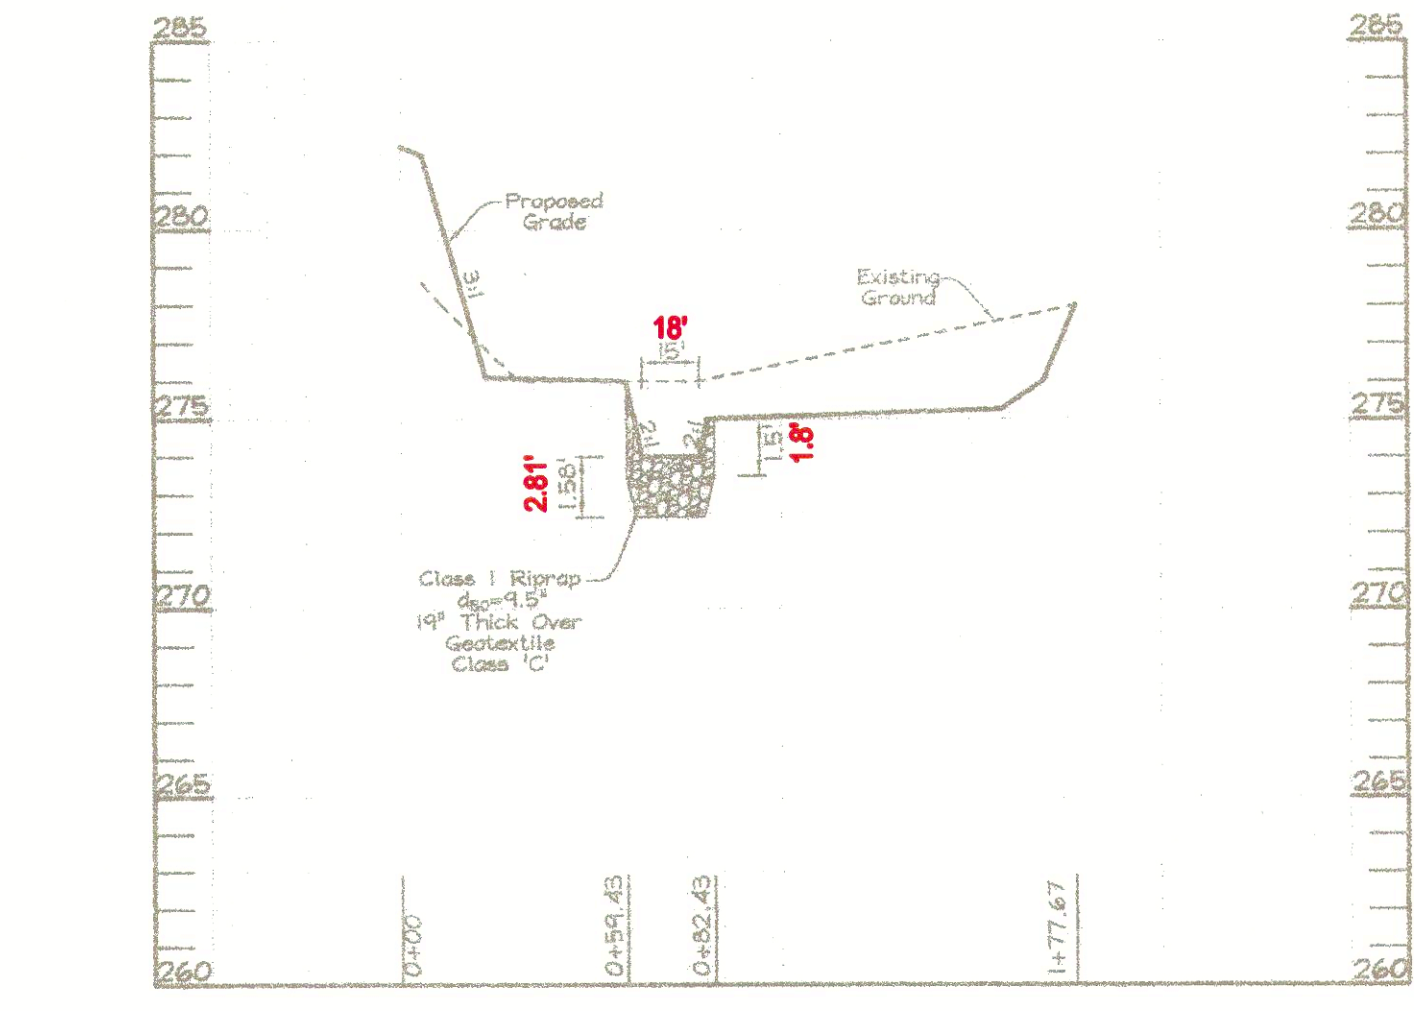 285
285
Proposed
Grade
280
280
3:1
Existing
Ground
18'
15'
275
275
2:1
2:1
1.5'
1.8'
2.81'
1.58'
Class 1 Riprap
d50=9.5"
19" Thick Over
Geotextile
Class 'C'
270
270
265
265
0+00
0+59.43
0+82.43
1+77.67
260
260